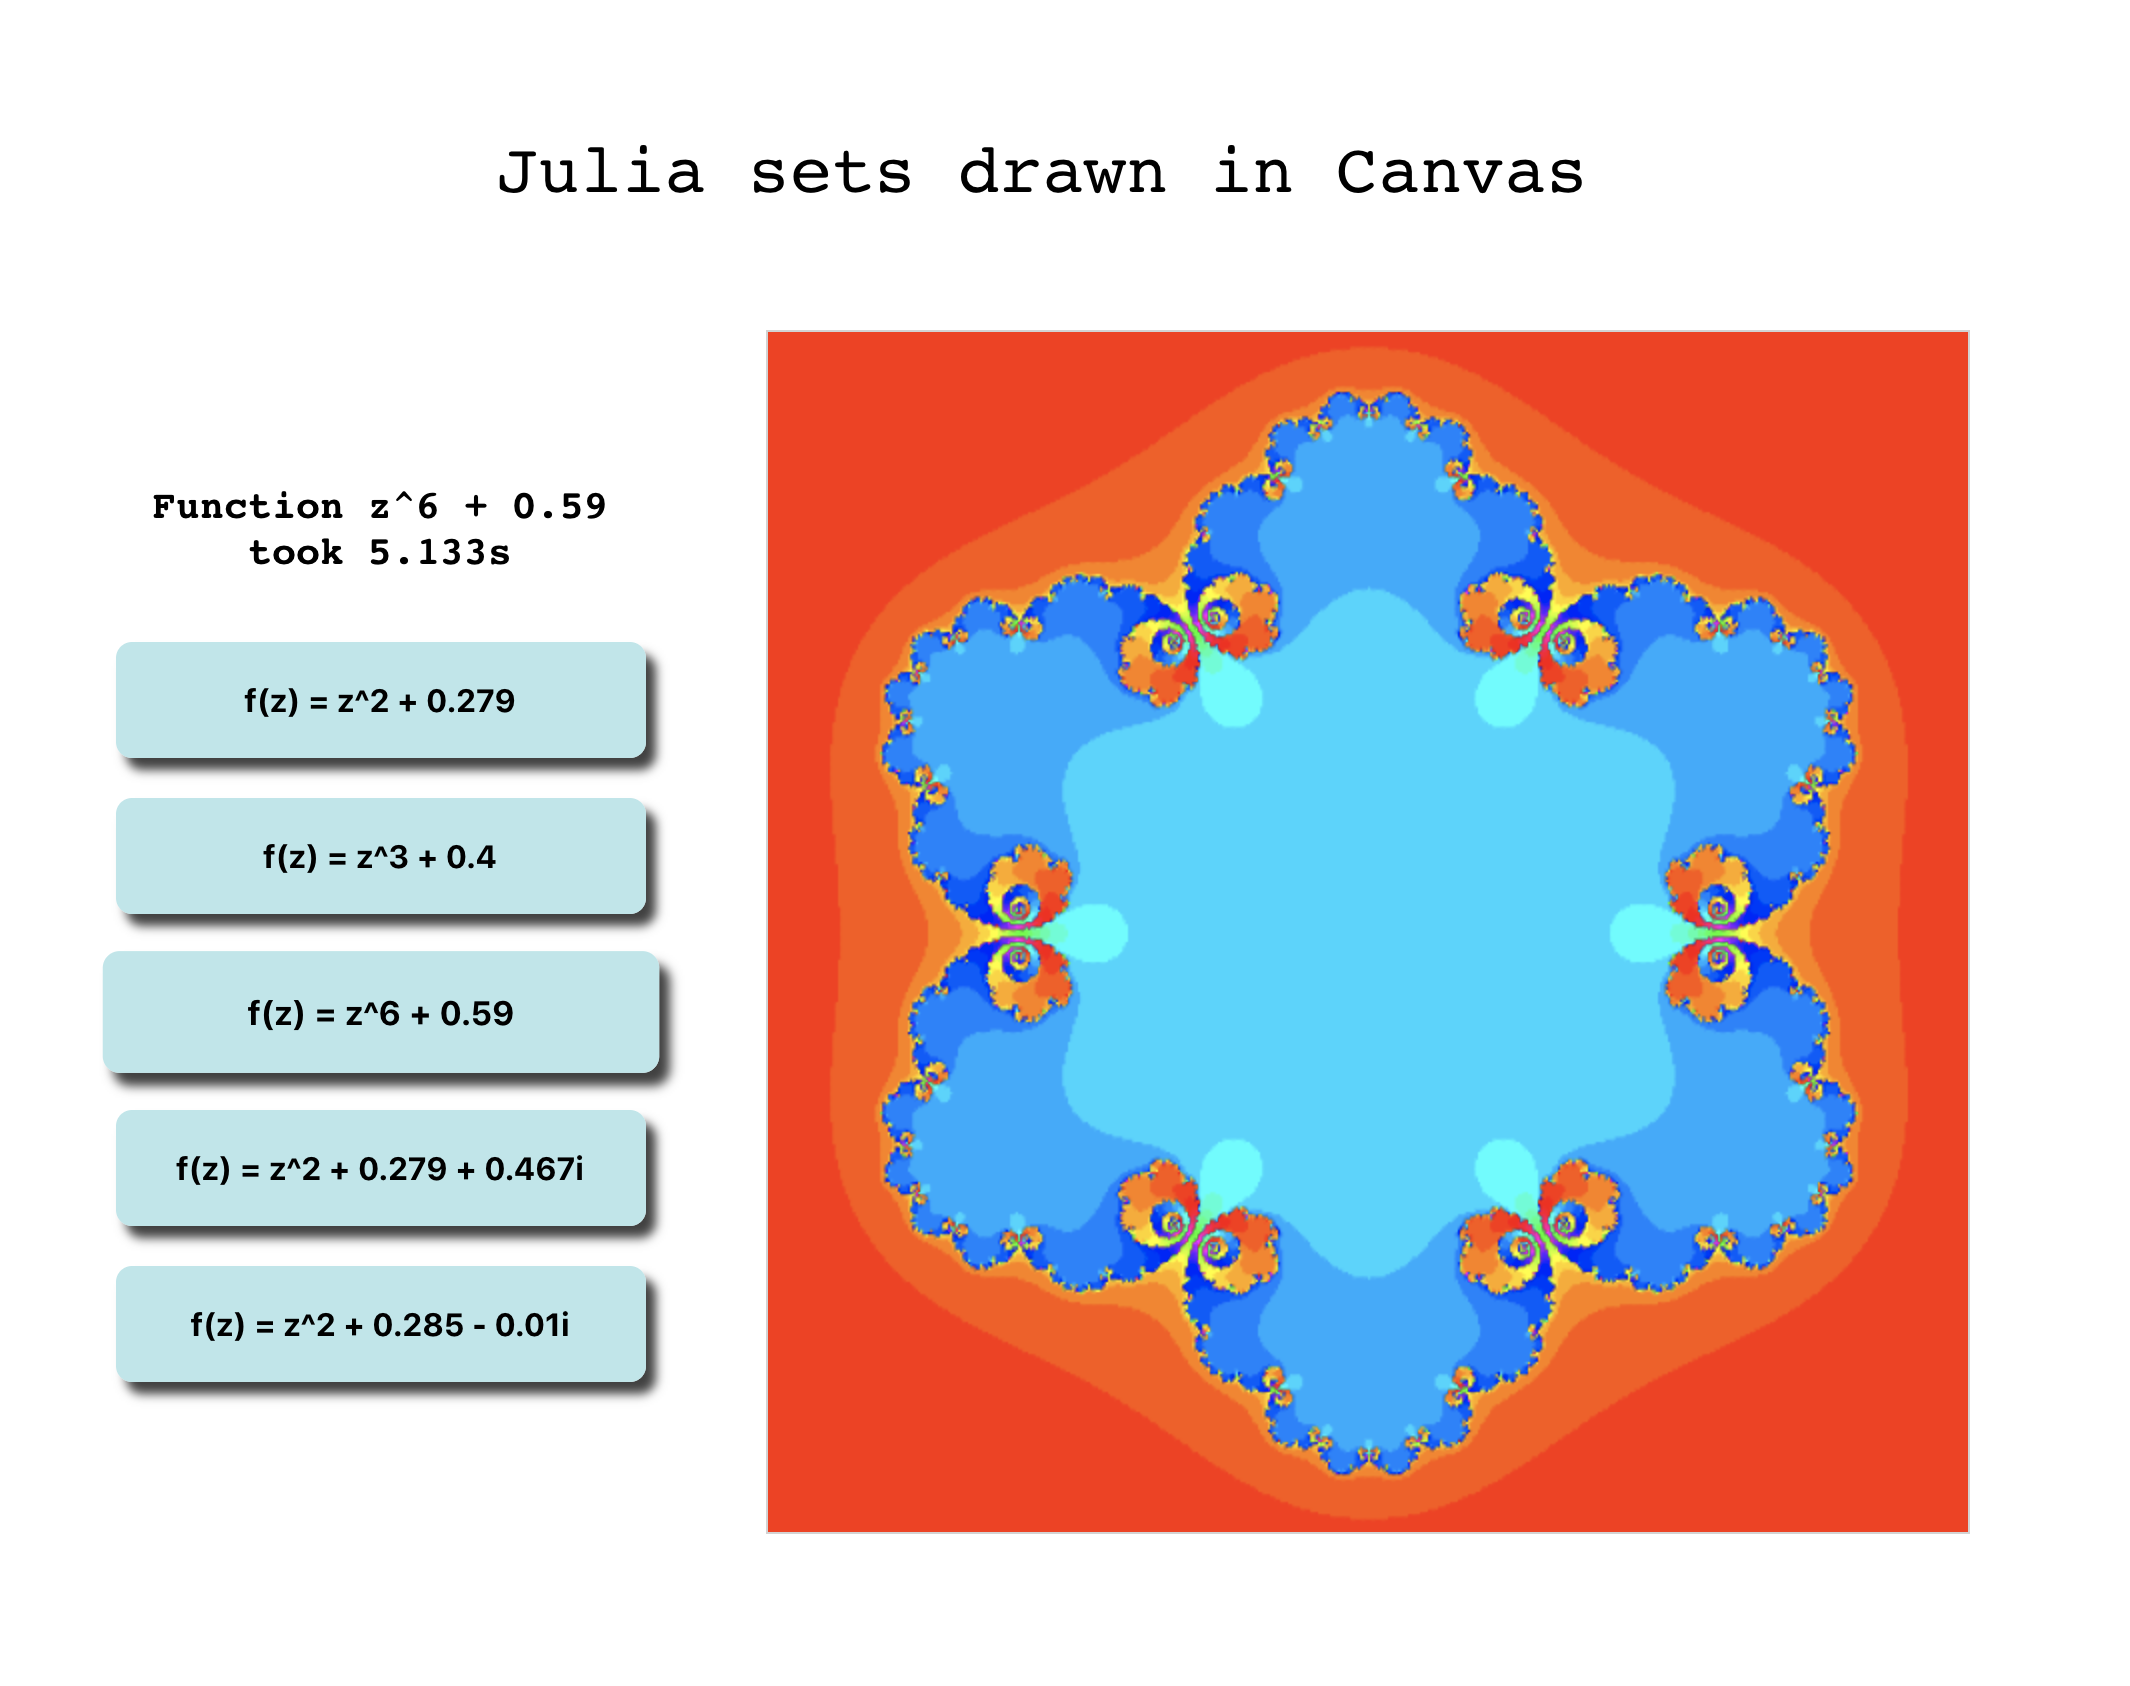 Julia sets drawn in Canvas
Function z^6 + 0.59
took 5.133s
f(z) = z^2 + 0.279
f(z) = z^3 + 0.4
f(z) = z^6 + 0.59
f(z) = z^2 + 0.279 + 0.467i
f(z) = z^2 + 0.285 - 0.01i